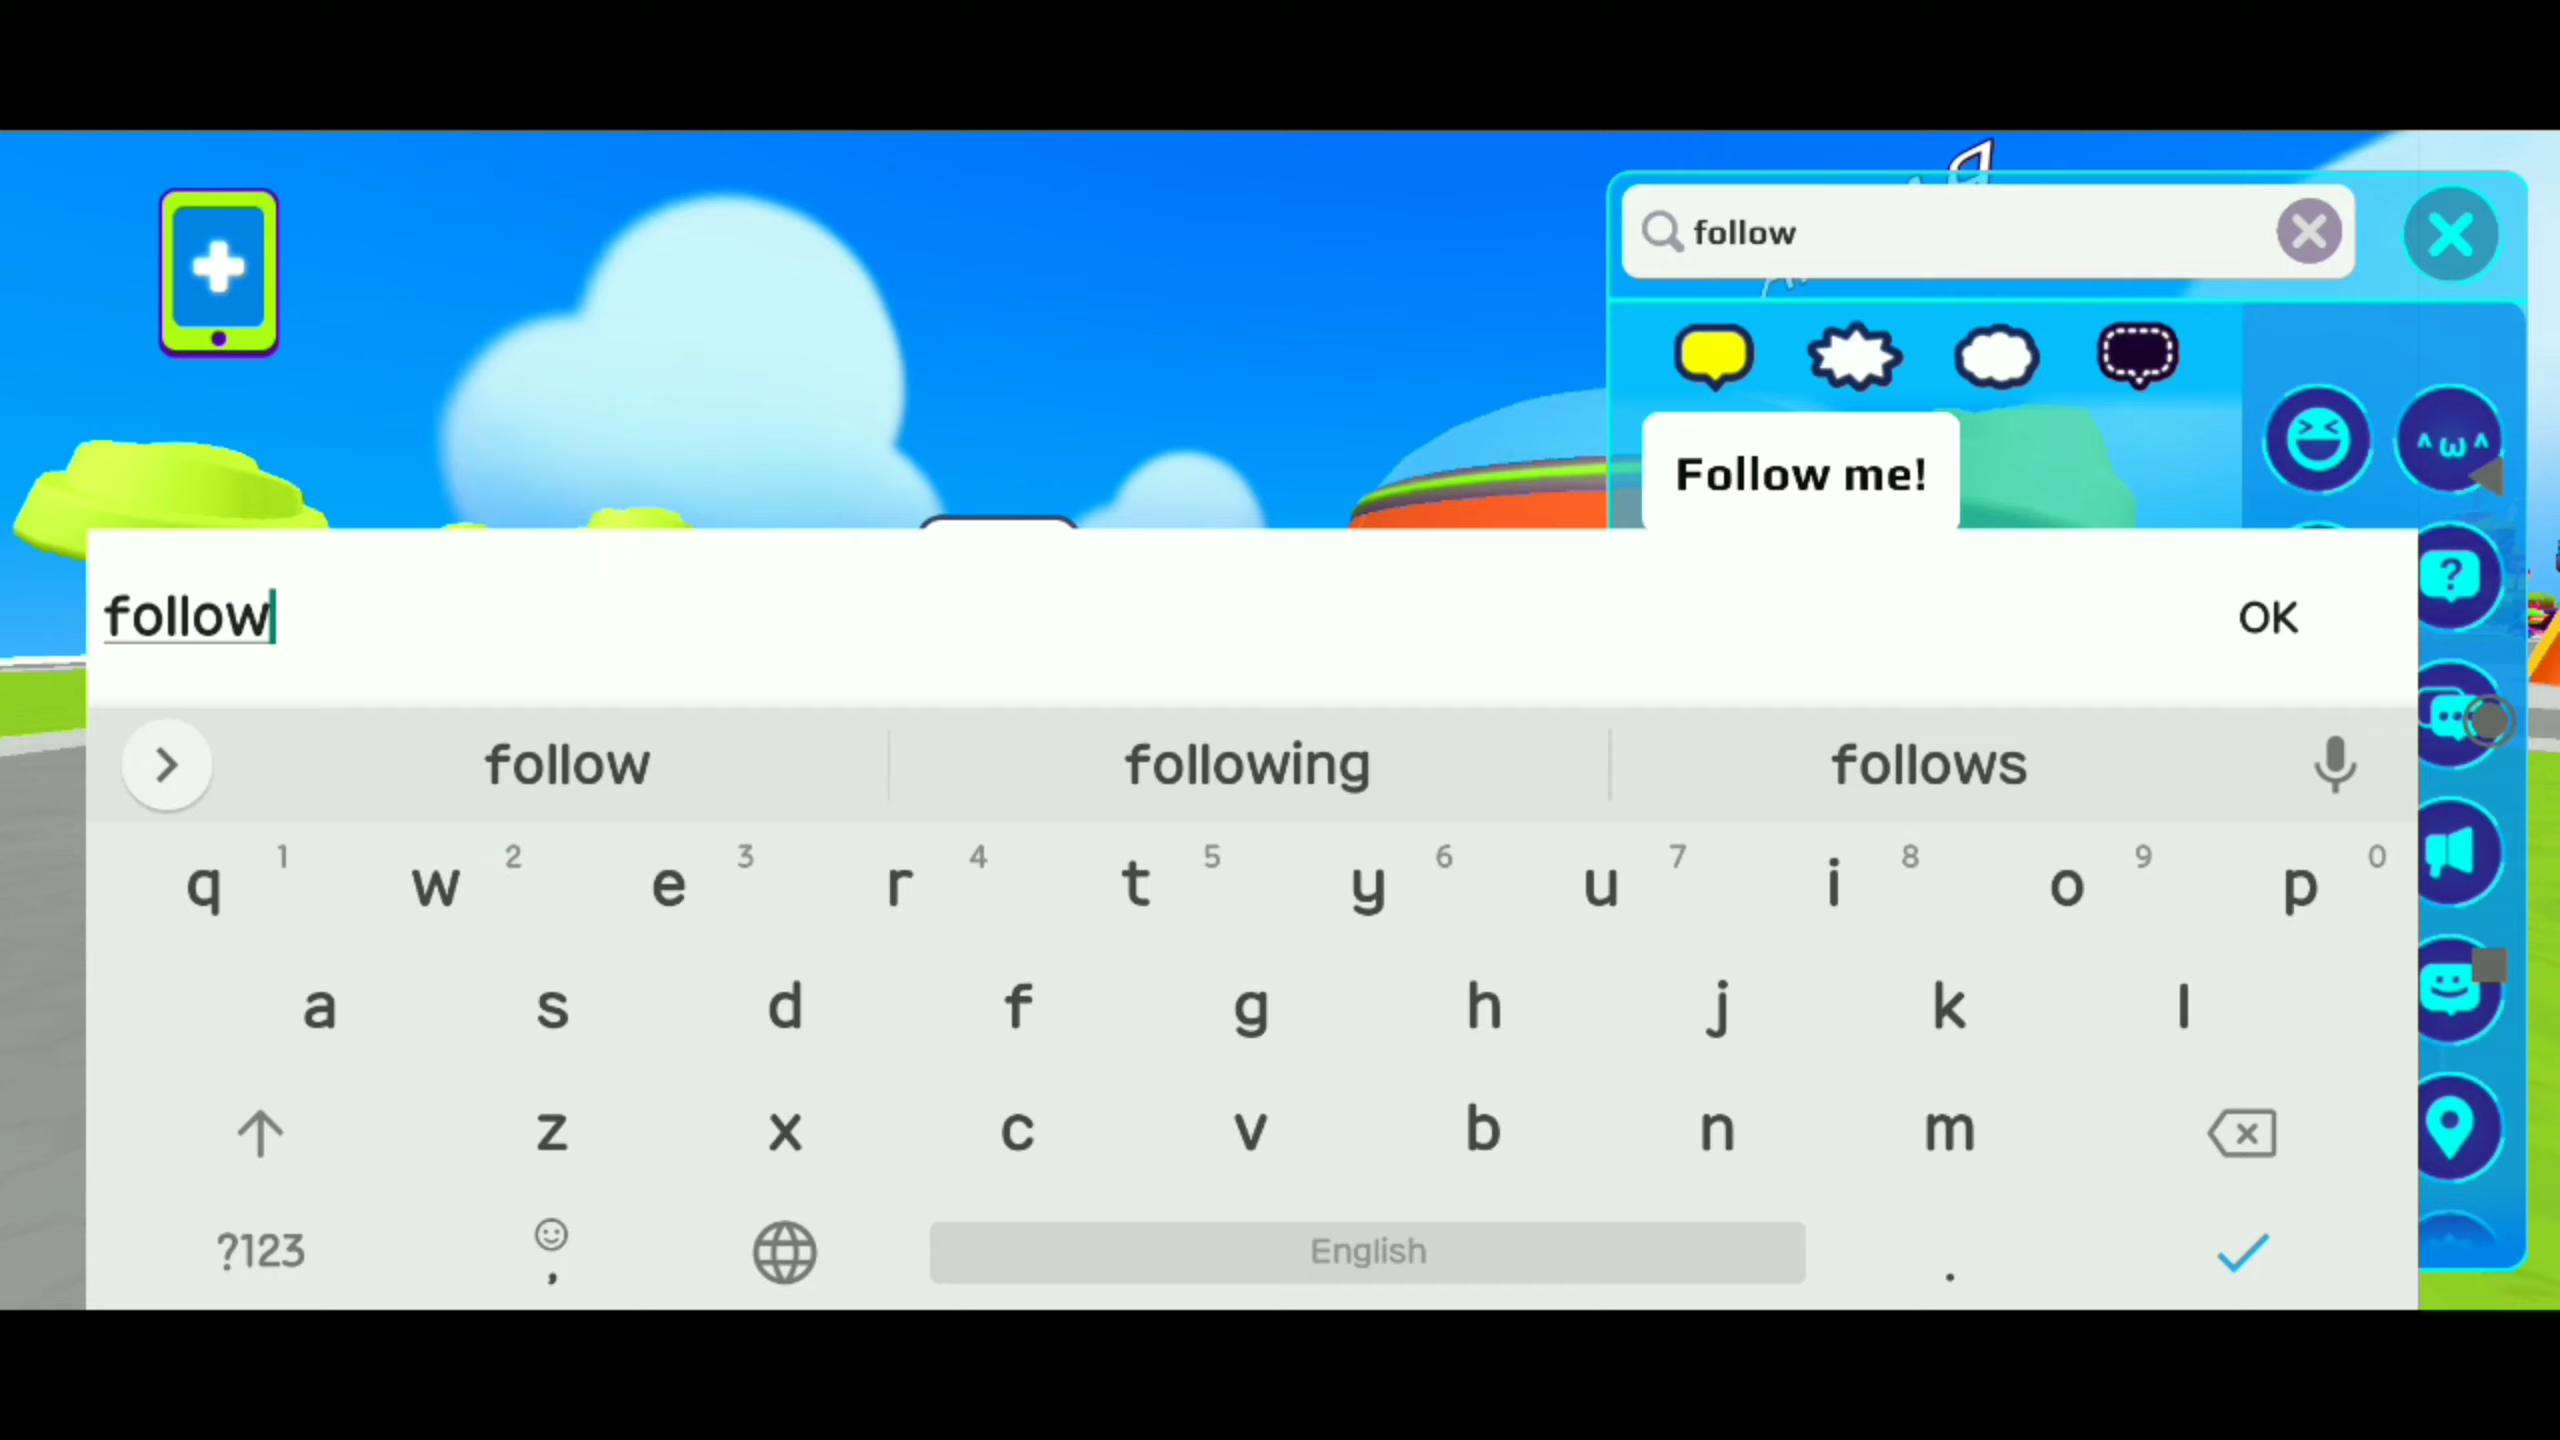 follow
Follow me!
follow
OK
follow following follows
1 2 3 4 5 6 7 8 9 0
q w e r t y u i o p
a s d f g h j k l
z x c v b n m
?123 , English .